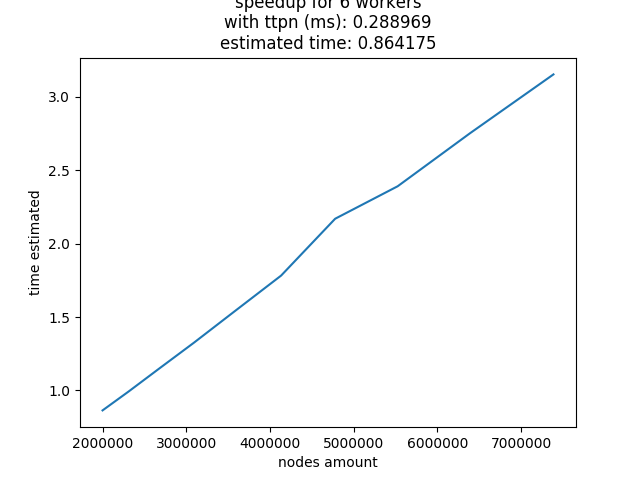 speedup for 6 workers
with ttpn (ms): 0.288969
estimated time: 0.864175
3.0
2.5
2.0
1.5
1.0
time estimated
2000000 3000000 4000000 5000000 6000000 7000000
nodes amount